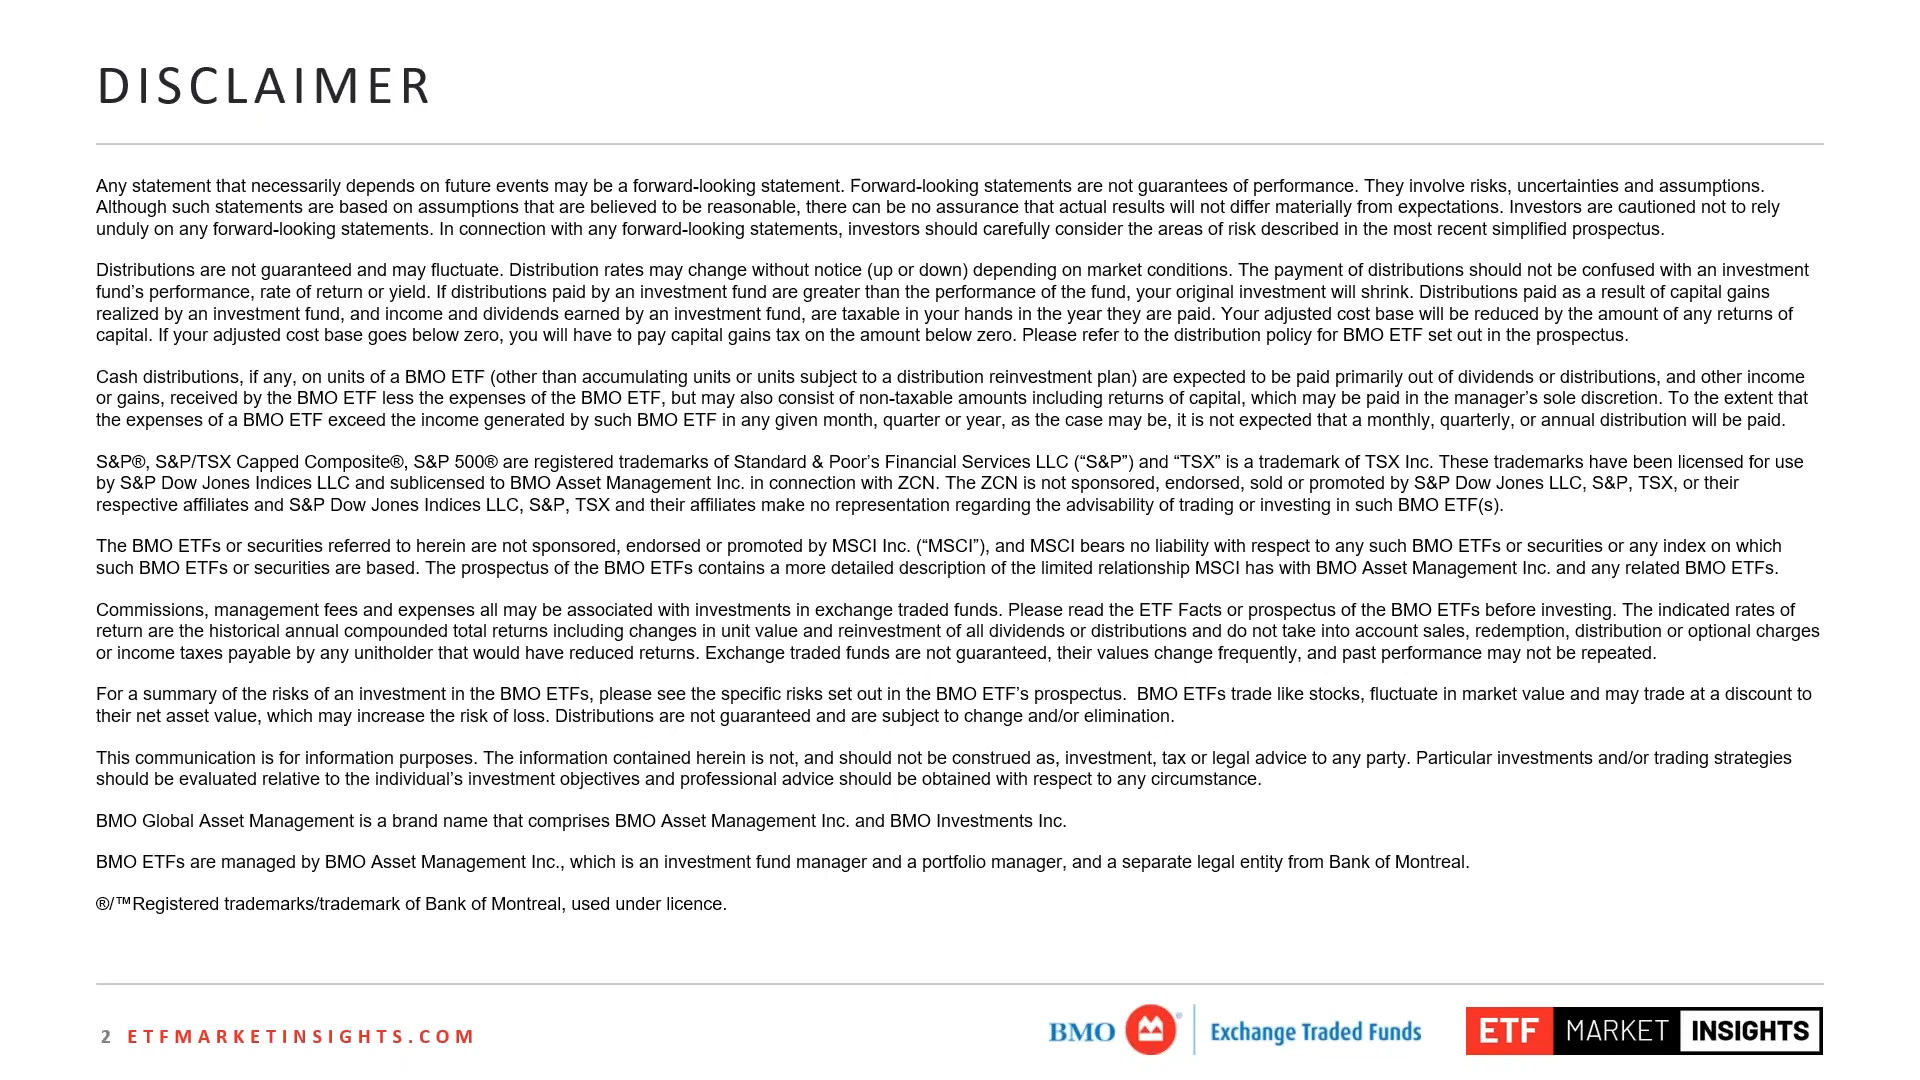 DISCLAIMER
Any statement that necessarily depends on future events may be a forward-looking statement. Forward-looking statements are not guarantees of performance. They involve risks, uncertainties and assumptions.
Although such statements are based on assumptions that are believed to be reasonable, there can be no assurance that actual results will not differ materially from expectations. Investors are cautioned not to rely
unduly on any forward-looking statements. In connection with any forward-looking statements, investors should carefully consider the areas of risk described in the most recent simplified prospectus.
Distributions are not guaranteed and may fluctuate. Distribution rates may change without notice (up or down) depending on market conditions. The payment of distributions should not be confused with an investment
fund’s performance, rate of return or yield. If distributions paid by an investment fund are greater than the performance of the fund, your original investment will shrink. Distributions paid as a result of capital gains
realized by an investment fund, and income and dividends earned by an investment fund, are taxable in your hands in the year they are paid. Your adjusted cost base will be reduced by the amount of any returns of
capital. If your adjusted cost base goes below zero, you will have to pay capital gains tax on the amount below zero. Please refer to the distribution policy for BMO ETF set out in the prospectus.
Cash distributions, if any, on units of a BMO ETF (other than accumulating units or units subject to a distribution reinvestment plan) are expected to be paid primarily out of dividends or distributions, and other income
or gains, received by the BMO ETF less the expenses of the BMO ETF, but may also consist of non-taxable amounts including returns of capital, which may be paid in the manager’s sole discretion. To the extent that
the expenses of a BMO ETF exceed the income generated by such BMO ETF in any given month, quarter or year, as the case may be, it is not expected that a monthly, quarterly, or annual distribution will be paid.
S&P®, S&P/TSX Capped Composite®, S&P 500® are registered trademarks of Standard & Poor’s Financial Services LLC (“S&P”) and “TSX” is a trademark of TSX Inc. These trademarks have been licensed for use
by S&P Dow Jones Indices LLC and sublicensed to BMO Asset Management Inc. in connection with ZCN. The ZCN is not sponsored, endorsed, sold or promoted by S&P Dow Jones LLC, S&P, TSX, or their
respective affiliates and S&P Dow Jones Indices LLC, S&P, TSX and their affiliates make no representation regarding the advisability of trading or investing in such BMO ETF(s).
The BMO ETFs or securities referred to herein are not sponsored, endorsed or promoted by MSCI Inc. (“MSCI”), and MSCI bears no liability with respect to any such BMO ETFs or securities or any index on which
such BMO ETFs or securities are based. The prospectus of the BMO ETFs contains a more detailed description of the limited relationship MSCI has with BMO Asset Management Inc. and any related BMO ETFs.
Commissions, management fees and expenses all may be associated with investments in exchange traded funds. Please read the ETF Facts or prospectus of the BMO ETFs before investing. The indicated rates of
return are the historical annual compounded total returns including changes in unit value and reinvestment of all dividends or distributions and do not take into account sales, redemption, distribution or optional charges
or income taxes payable by any unitholder that would have reduced returns. Exchange traded funds are not guaranteed, their values change frequently, and past performance may not be repeated.
For a summary of the risks of an investment in the BMO ETFs, please see the specific risks set out in the BMO ETF’s prospectus. BMO ETFs trade like stocks, fluctuate in market value and may trade at a discount to
their net asset value, which may increase the risk of loss. Distributions are not guaranteed and are subject to change and/or elimination.
This communication is for information purposes. The information contained herein is not, and should not be construed as, investment, tax or legal advice to any party. Particular investments and/or trading strategies
should be evaluated relative to the individual’s investment objectives and professional advice should be obtained with respect to any circumstance.
BMO Global Asset Management is a brand name that comprises BMO Asset Management Inc. and BMO Investments Inc.
BMO ETFs are managed by BMO Asset Management Inc., which is an investment fund manager and a portfolio manager, and a separate legal entity from Bank of Montreal.
®/™Registered trademarks/trademark of Bank of Montreal, used under licence.
2 ETFMARKETINSIGHTS.COM
BMO ® Exchange Traded Funds
ETF MARKET INSIGHTS